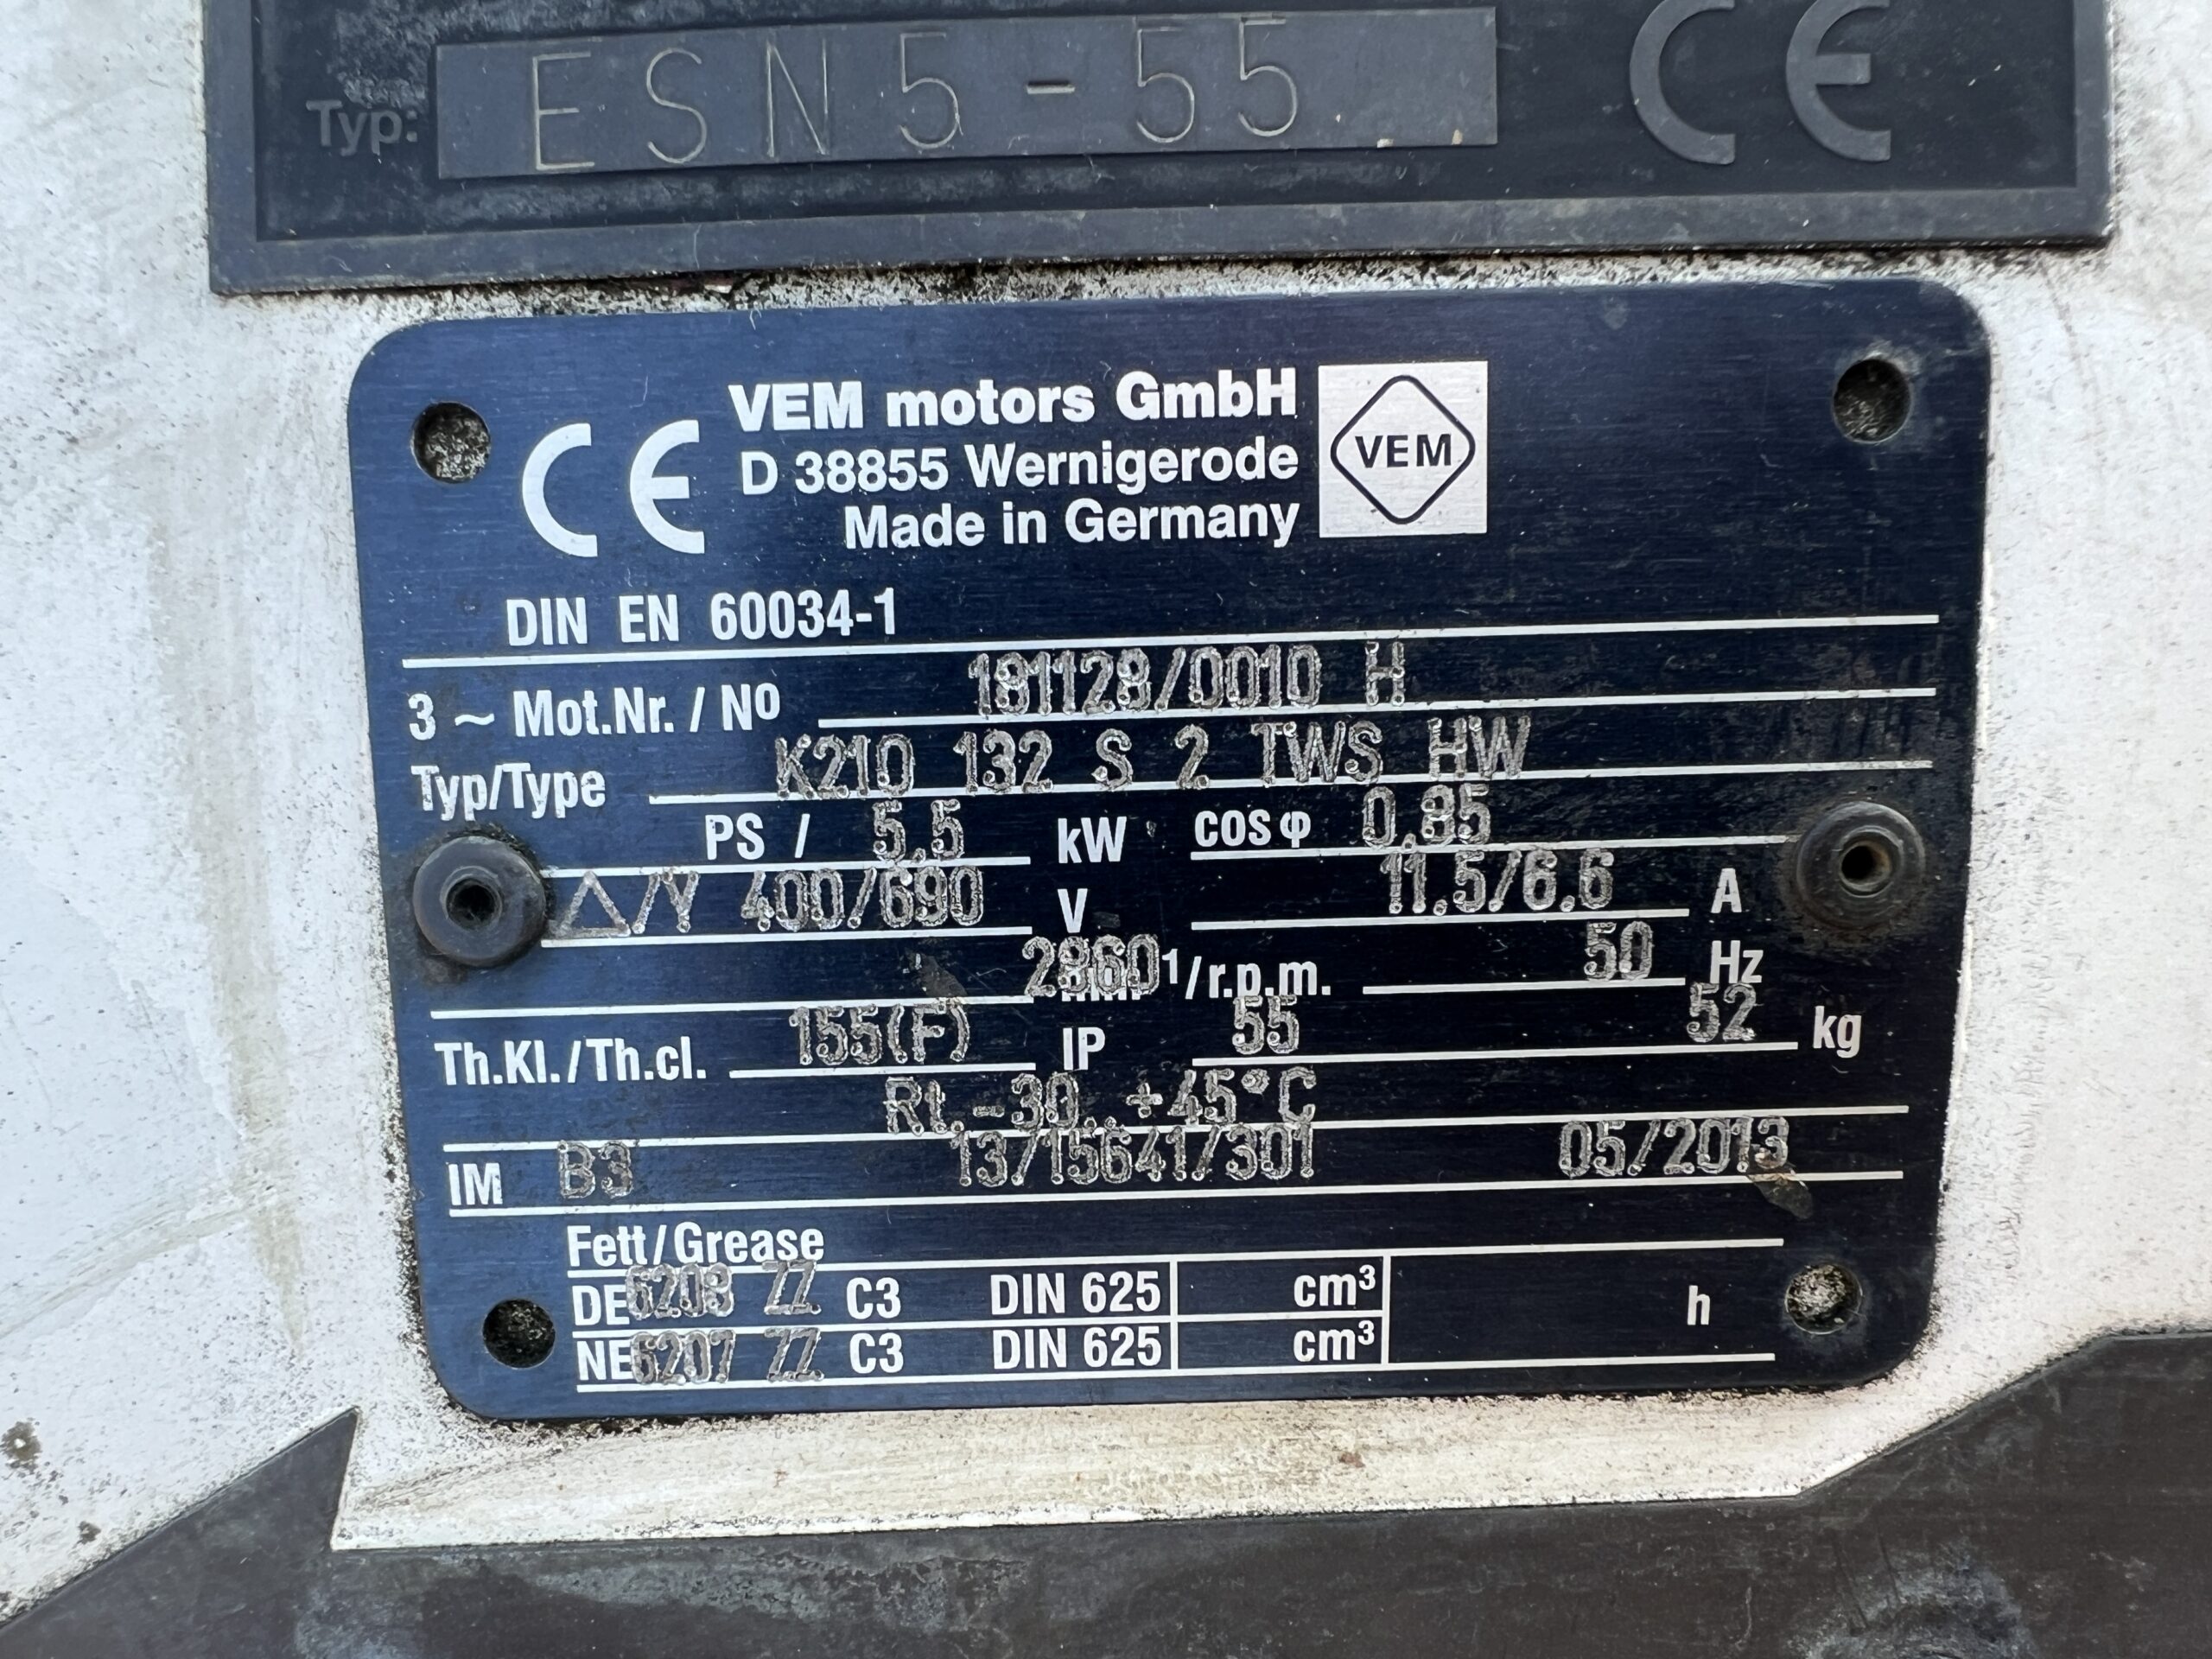 Typ: ESN5-55 CE
CE VEM motors GmbH VEM
D 38855 Wernigerode
Made in Germany
DIN EN 60034-1
3 ~ Mot.Nr. / No 181128/0010 H
Typ/Type K210 132 S 2 TWS HW
PS / 5,5 kW cos φ 0,85
△/Y 400/690 V 11.5/6.6 A
2860 1/r.p.m. 50 Hz
Th.Kl./Th.cl. 155(F) IP 55 52 kg
Rt. -30..+45°C
IM B3 13/15641/301 05/2013
Fett/Grease
DE 6208 ZZ C3 DIN 625 cm³ h
NE 6207 ZZ C3 DIN 625 cm³